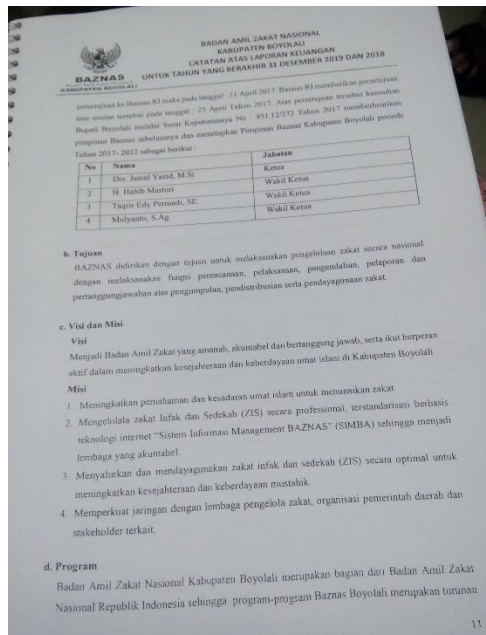 BADAN AMIL ZAKAT NASIONAL
KABUPATEN BOYOLALI
CATATAN ATAS LAPORAN KEUANGAN
UNTUK TAHUN YANG BERAKHIR 31 DESEMBER 2019 DAN 2018
BAZNAS
KABUPATEN BOYOLALI
persetujuan ke Baznas RI maka pada tanggal : 11 April 2017. Baznas RI memberikan persetujuan
atas usulan tersebut pada tanggal : 25 April Tahun 2017. Atas persetujuan tersebut kemudian
Bupati Boyolali melalui Surat Keputusannya No : 451.12/272 Tahun 2017 memberhentikan
pimpinan Baznas sebelumnya dan menetapkan Pimpinan Baznas Kabupaten Boyolali periode
Tahun 2017- 2022 sebagai berikut :
No Nama Jabatan
1 Drs. Jamal Yazid, M.Si Ketua
2 H. Habib Masturi Wakil Ketua
3 Taqrir Edy Permadi, SE. Wakil Ketua
4 Mulyanto, S.Ag Wakil Ketua
b. Tujuan
BAZNAS didirikan dengan tujuan untuk melaksanakan pengelolaan zakat secara nasional
dengan melaksanakan fungsi perencanaan, pelaksanaan, pengendalian, pelaporan dan
pertanggungjawaban atas pengumpulan, pendistribusian serta pendayagunaan zakat.
c. Visi dan Misi
Visi
Menjadi Badan Amil Zakat yang amanah, akuntabel dan bertanggung jawab, serta ikut berperan
aktif dalam meningkatkan kesejahteraan dan keberdayaan umat islam di Kabupaten Boyolali
Misi
1. Meningkatkan pemahaman dan kesadaran umat islam untuk menunaikan zakat.
2. Mengelolala zakat Infak dan Sedekah (ZIS) secara professional, terstandarisasi berbasis
teknologi internet "Sistem Informasi Management BAZNAS" (SIMBA) sehingga menjadi
lembaga yang akuntabel.
3. Menyalurkan dan mendayagunakan zakat infak dan sedekah (ZIS) secara optimal untuk
meningkatkan kesejahteraan dan keberdayaan mustahik.
4. Memperkuat jaringan dengan lembaga pengelola zakat, organisasi pemerintah daerah dan
stakeholder terkait.
d. Program
Badan Amil Zakat Nasional Kabupaten Boyolali merupakan bagian dari Badan Amil Zakat
Nasional Republik Indonesia sehingga program-program Baznas Boyolali merupakan turunan
11